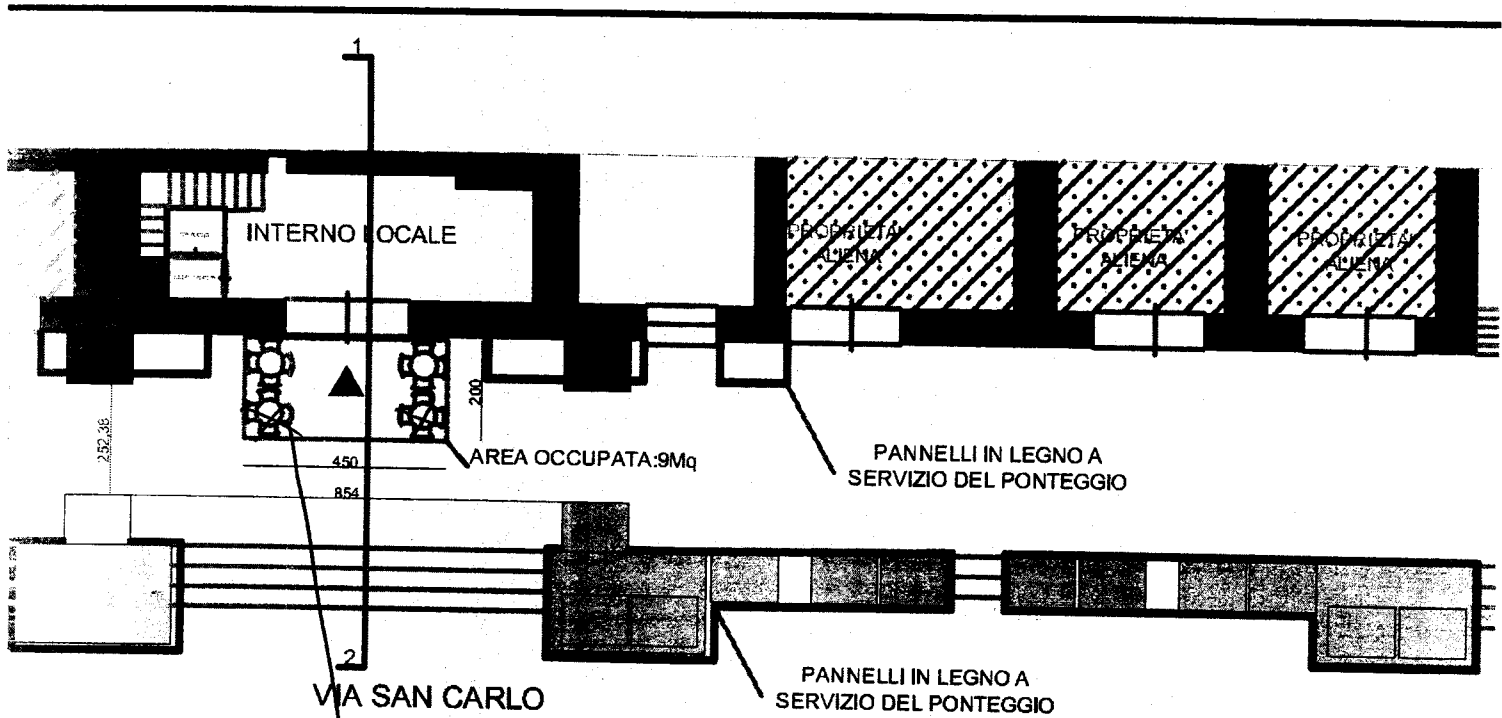 1
INTERNO LOCALE
PROPRIETA'
ALIENA
PROPRIETA'
ALIENA
PROPRIETA'
ALIENA
252,38
200
450
AREA OCCUPATA:9Mq
854
PANNELLI IN LEGNO A
SERVIZIO DEL PONTEGGIO
2
VIA SAN CARLO
PANNELLI IN LEGNO A
SERVIZIO DEL PONTEGGIO